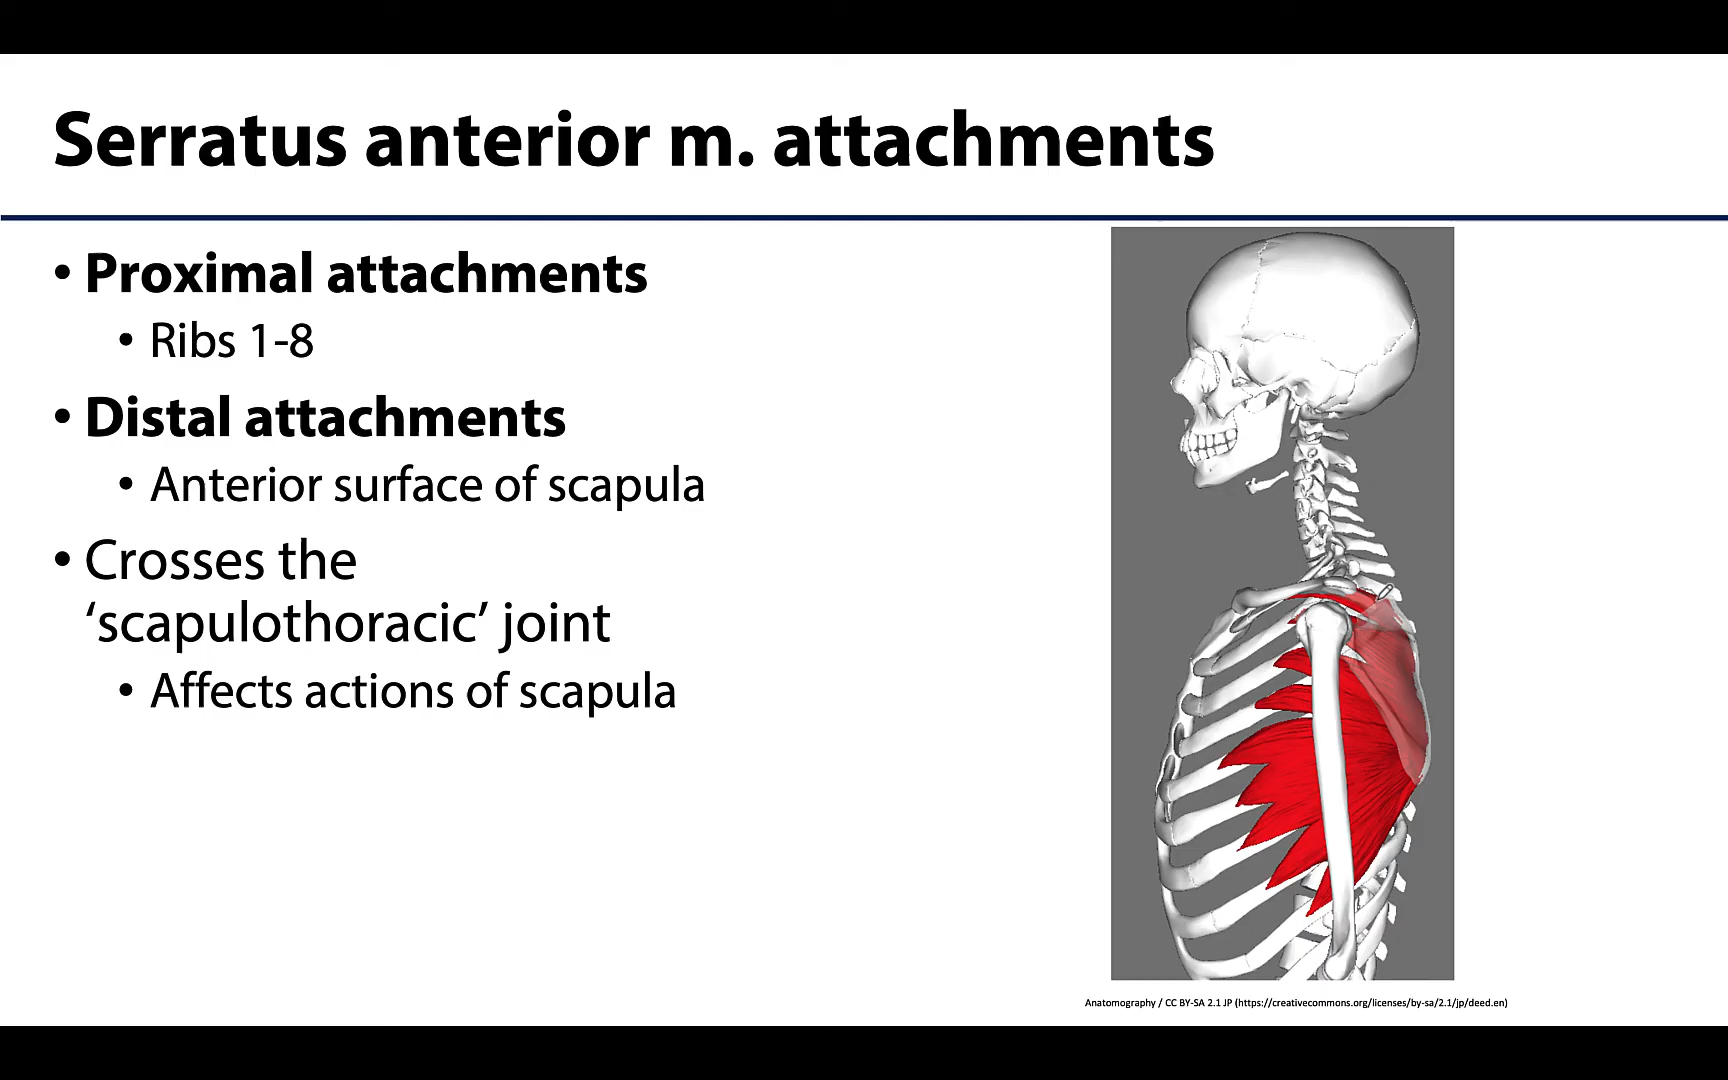 Serratus anterior m. attachments
• Proximal attachments
• Ribs 1-8
• Distal attachments
• Anterior surface of scapula
• Crosses the
‘scapulothoracic’ joint
• Affects actions of scapula
Anatomography / CC BY-SA 2.1 JP (https://creativecommons.org/licenses/by-sa/2.1/jp/deed.en)